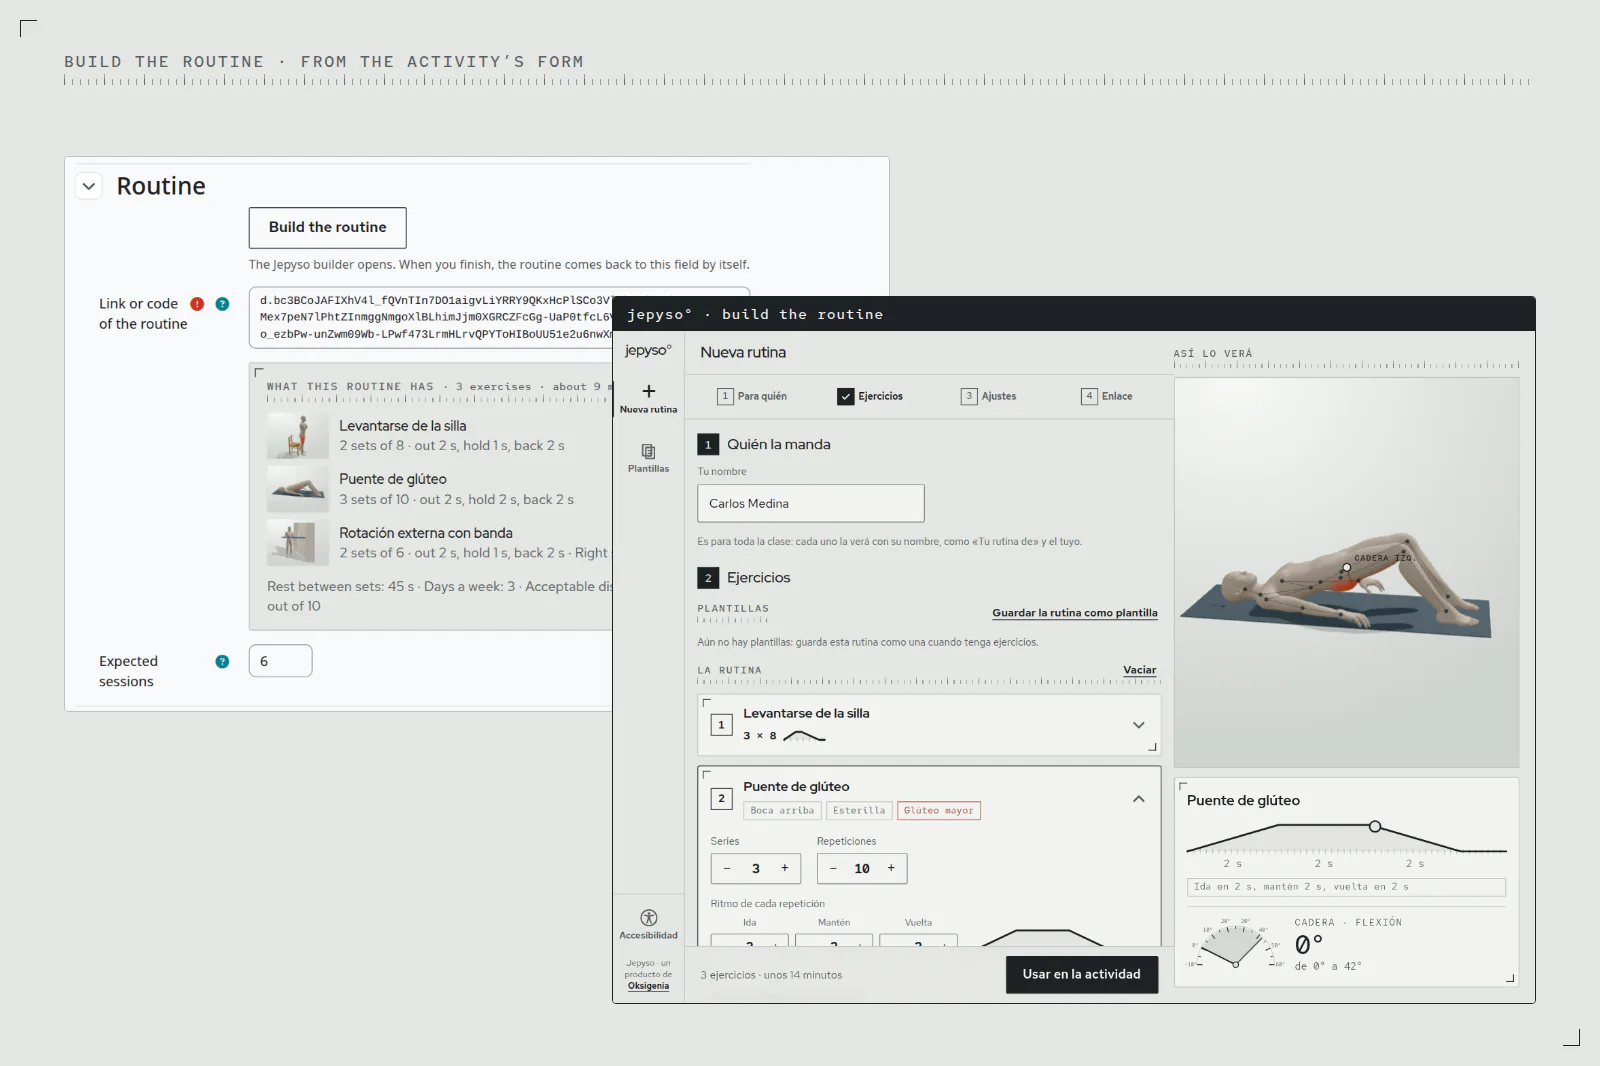 BUILD THE ROUTINE · FROM THE ACTIVITY’S FORM
Routine
Build the routine
The Jepyso builder opens. When you finish, the routine comes back to this field by itself.
Link or code
of the routine
d.bc3BCoJAFIXhV4l_fQVnTIn7DO1aigvLiYRRY9QKxHcPlSCo3V
Mex7peN7lPhtZInmggNmgoXlBLhimJjm0XGRCZFcGg-UaP0tfcL6
o_ezbPw-unZwm09Wb-LPwf473LrmHLrvQPYToHIBoUU51e2u6nwX
WHAT THIS ROUTINE HAS · 3 exercises · about 9
Levantarse de la silla
2 sets of 8 · out 2 s, hold 1 s, back 2 s
Puente de glúteo
3 sets of 10 · out 2 s, hold 2 s, back 2 s
Rotación externa con banda
2 sets of 6 · out 2 s, hold 1 s, back 2 s · Right
Rest between sets: 45 s · Days a week: 3 · Acceptable
out of 10
Expected
sessions
6
jepyso° · build the routine
jepyso°
Nueva rutina
Plantillas
Accesibilidad
Jepyso · un
producto de
Oksigenia
Nueva rutina
1 Para quién
Ejercicios
3 Ajustes
4 Enlace
1 Quién la manda
Tu nombre
Carlos Medina
Es para toda la clase: cada uno la verá con su nombre, como «Tu rutina de» y el tuyo.
2 Ejercicios
PLANTILLAS
Guardar la rutina como plantilla
Aún no hay plantillas: guarda esta rutina como una cuando tenga ejercicios.
LA RUTINA
Vaciar
1 Levantarse de la silla
3 × 8
2 Puente de glúteo
Boca arriba Esterilla Glúteo mayor
Series Repeticiones
− 3 + − 10 +
Ritmo de cada repetición
Ida Mantén Vuelta
3 ejercicios · unos 14 minutos
Usar en la actividad
ASÍ LO VERÁ
CADERA IZQ.
Puente de glúteo
2 s 2 s 2 s
Ida en 2 s, mantén 2 s, vuelta en 2 s
-10° 0° 10° 20° 30° 40° 50° 60°
CADERA · FLEXIÓN
0°
de 0° a 42°